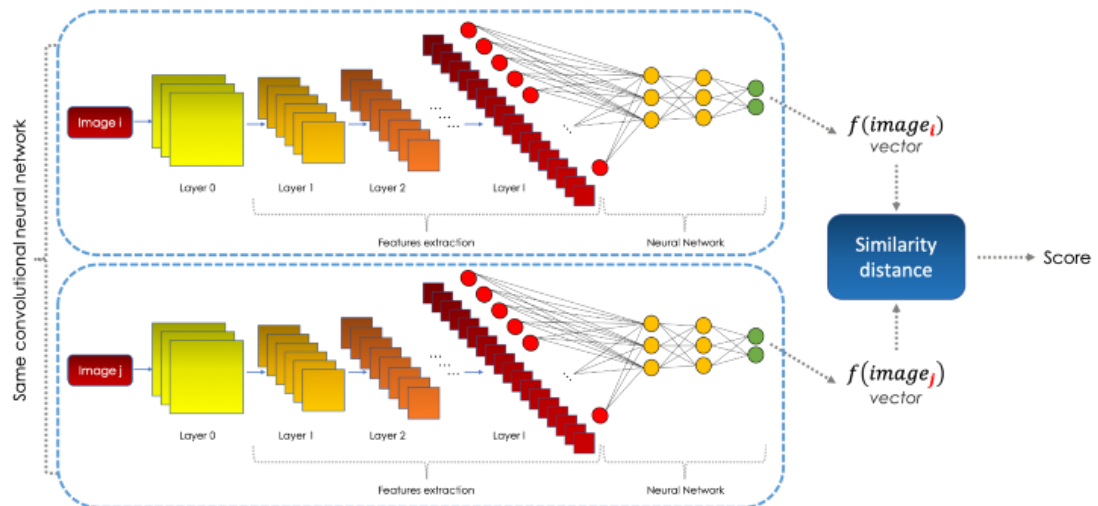 Same convolutional neural network
Image i
Layer 0
Layer 1
Layer 2
Layer l
Features extraction
Neural Network
f(image_i)
vector
Similarity
distance
Score
Image j
Layer 0
Layer 1
Layer 2
Layer l
Features extraction
Neural Network
f(image_j)
vector